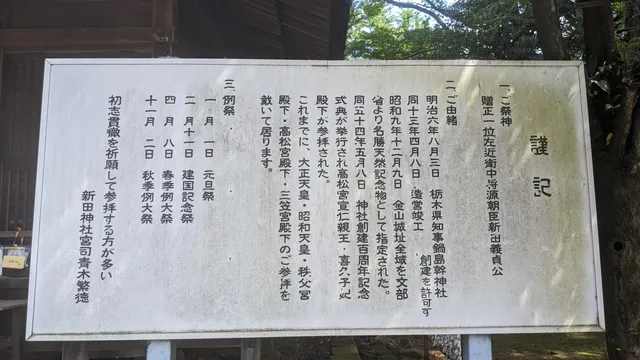 謹記
一、ご祭神
贈正一位左近衛中将源朝臣新田義貞公
二、ご由緒
明治六年八月三日 栃木県知事鍋島幹神社創建を許可す
同十三年四月八日 造営竣工
昭和九年十二月九日 金山城址全域を文部
省より名勝天然記念物として指定された。
同五十四年五月八日 神社創建百周年記念
式典が挙行され高松宮宣仁親王・喜久子妃
殿下が参拝された。
これまでに、大正天皇・昭和天皇・秩父宮
殿下・高松宮殿下・三笠宮殿下のご参拝を
戴いて居ります。
三、例祭
一 月 一 日 元旦祭
二 月十一日 建国記念祭
四 月 八 日 春季例大祭
十一 月 二 日 秋季例大祭
初志貫徹を祈願して参拝する方が多い
新田神社宮司青木繁徳